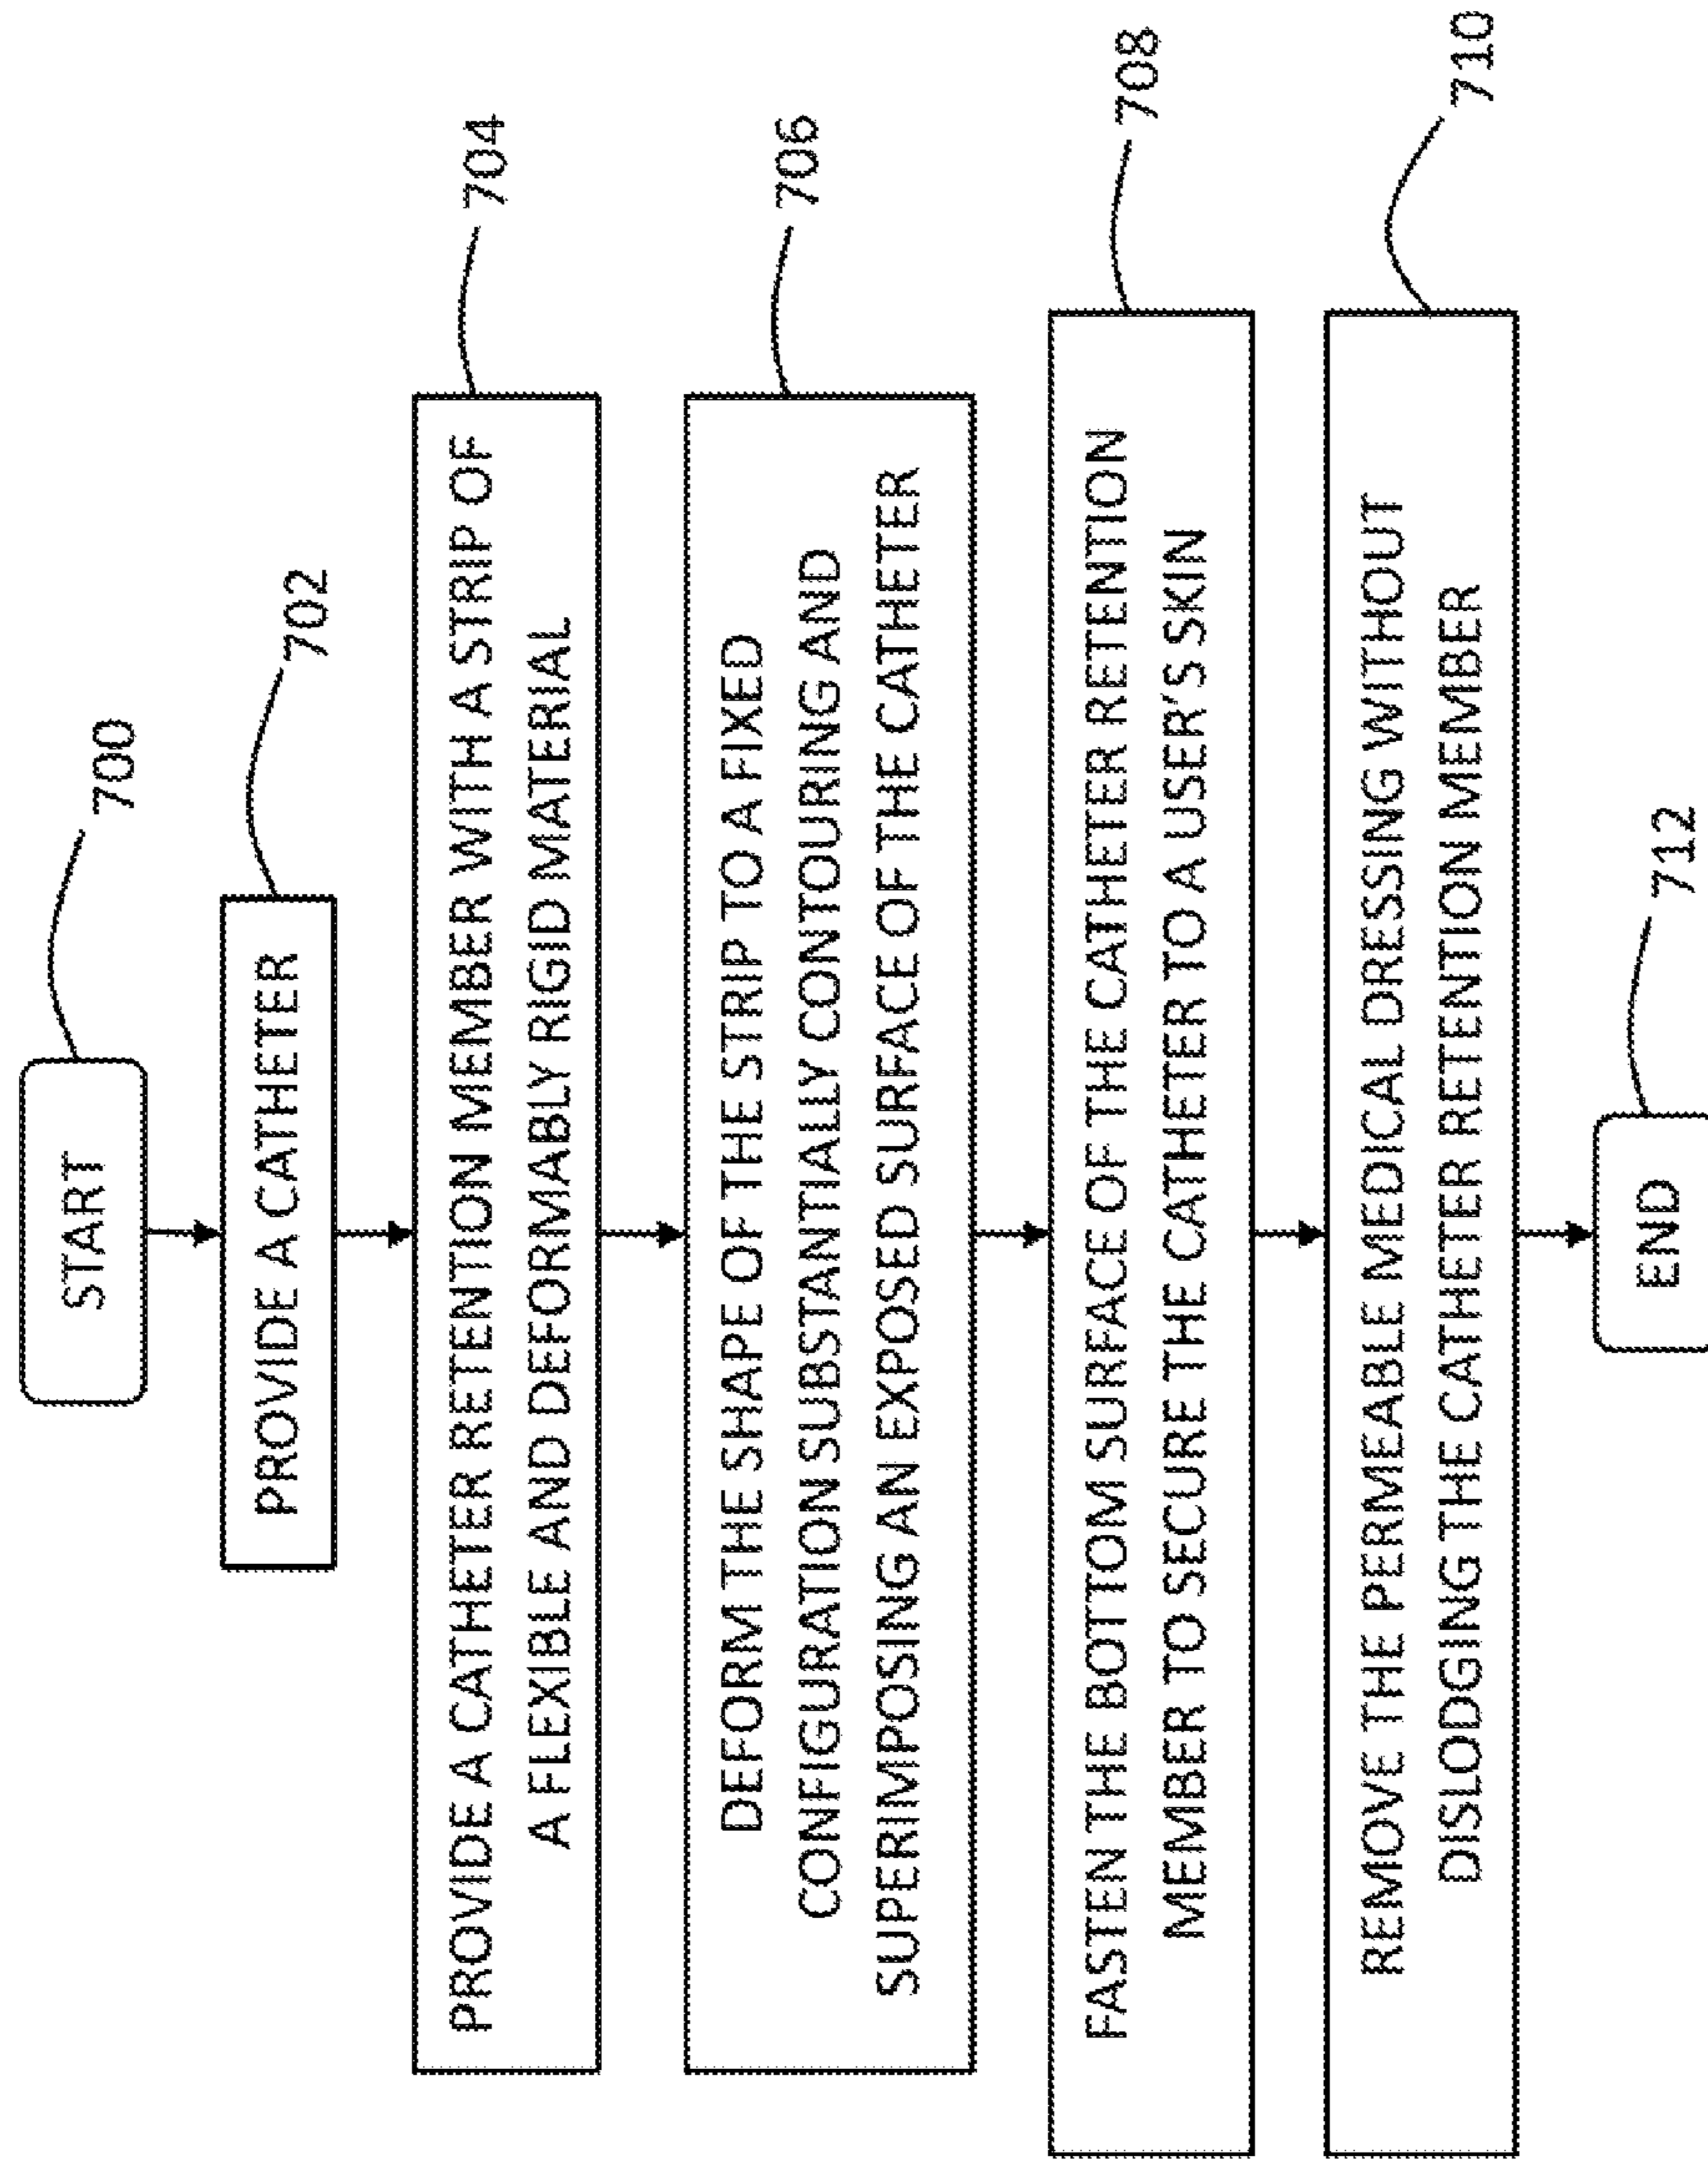 START
700
PROVIDE A CATHETER
702
PROVIDE A CATHETER RETENTION MEMBER WITH A STRIP OF
A FLEXIBLE AND DEFORMABLY RIGID MATERIAL
704
DEFORM THE SHAPE OF THE STRIP TO A FIXED
CONFIGURATION SUBSTANTIALLY CONTOURING AND
SUPERIMPOSING AN EXPOSED SURFACE OF THE CATHETER
706
FASTEN THE BOTTOM SURFACE OF THE CATHETER RETENTION
MEMBER TO SECURE THE CATHETER TO A USER'S SKIN
708
REMOVE THE PERMEABLE MEDICAL DRESSING WITHOUT
DISLODGING THE CATHETER RETENTION MEMBER
710
END
712